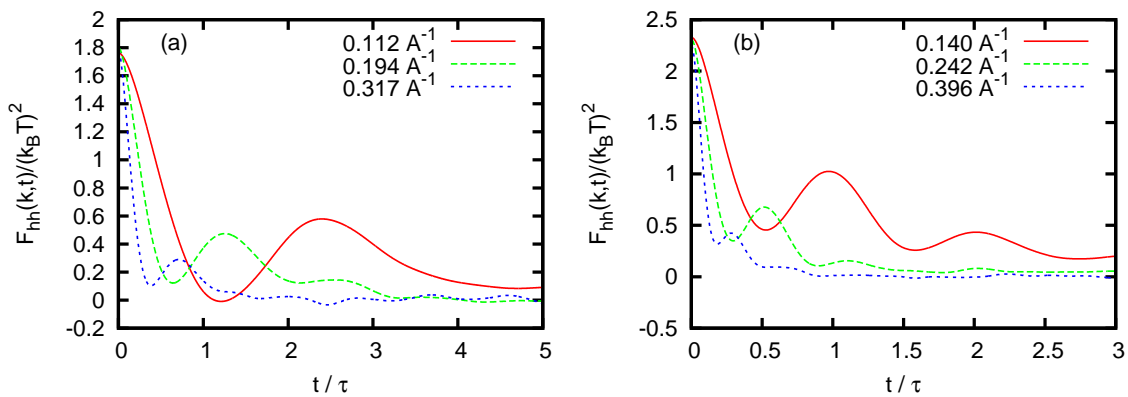 (a)
0.112 A⁻¹
0.194 A⁻¹
0.317 A⁻¹
2
1.8
1.6
1.4
1.2
1
0.8
0.6
0.4
0.2
0
-0.2
F_hh(k,t)/(k_BT)²
0 1 2 3 4 5
t / τ
(b)
0.140 A⁻¹
0.242 A⁻¹
0.396 A⁻¹
2.5
2
1.5
1
0.5
0
-0.5
F_hh(k,t)/(k_BT)²
0 0.5 1 1.5 2 2.5 3
t / τ